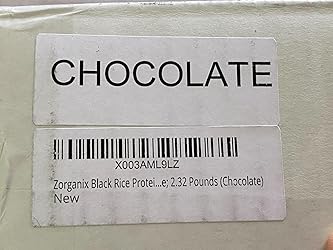 CHOCOLATE
X003AML9LZ
Zorganix Black Rice Protei...e; 2.32 Pounds (Chocolate)
New